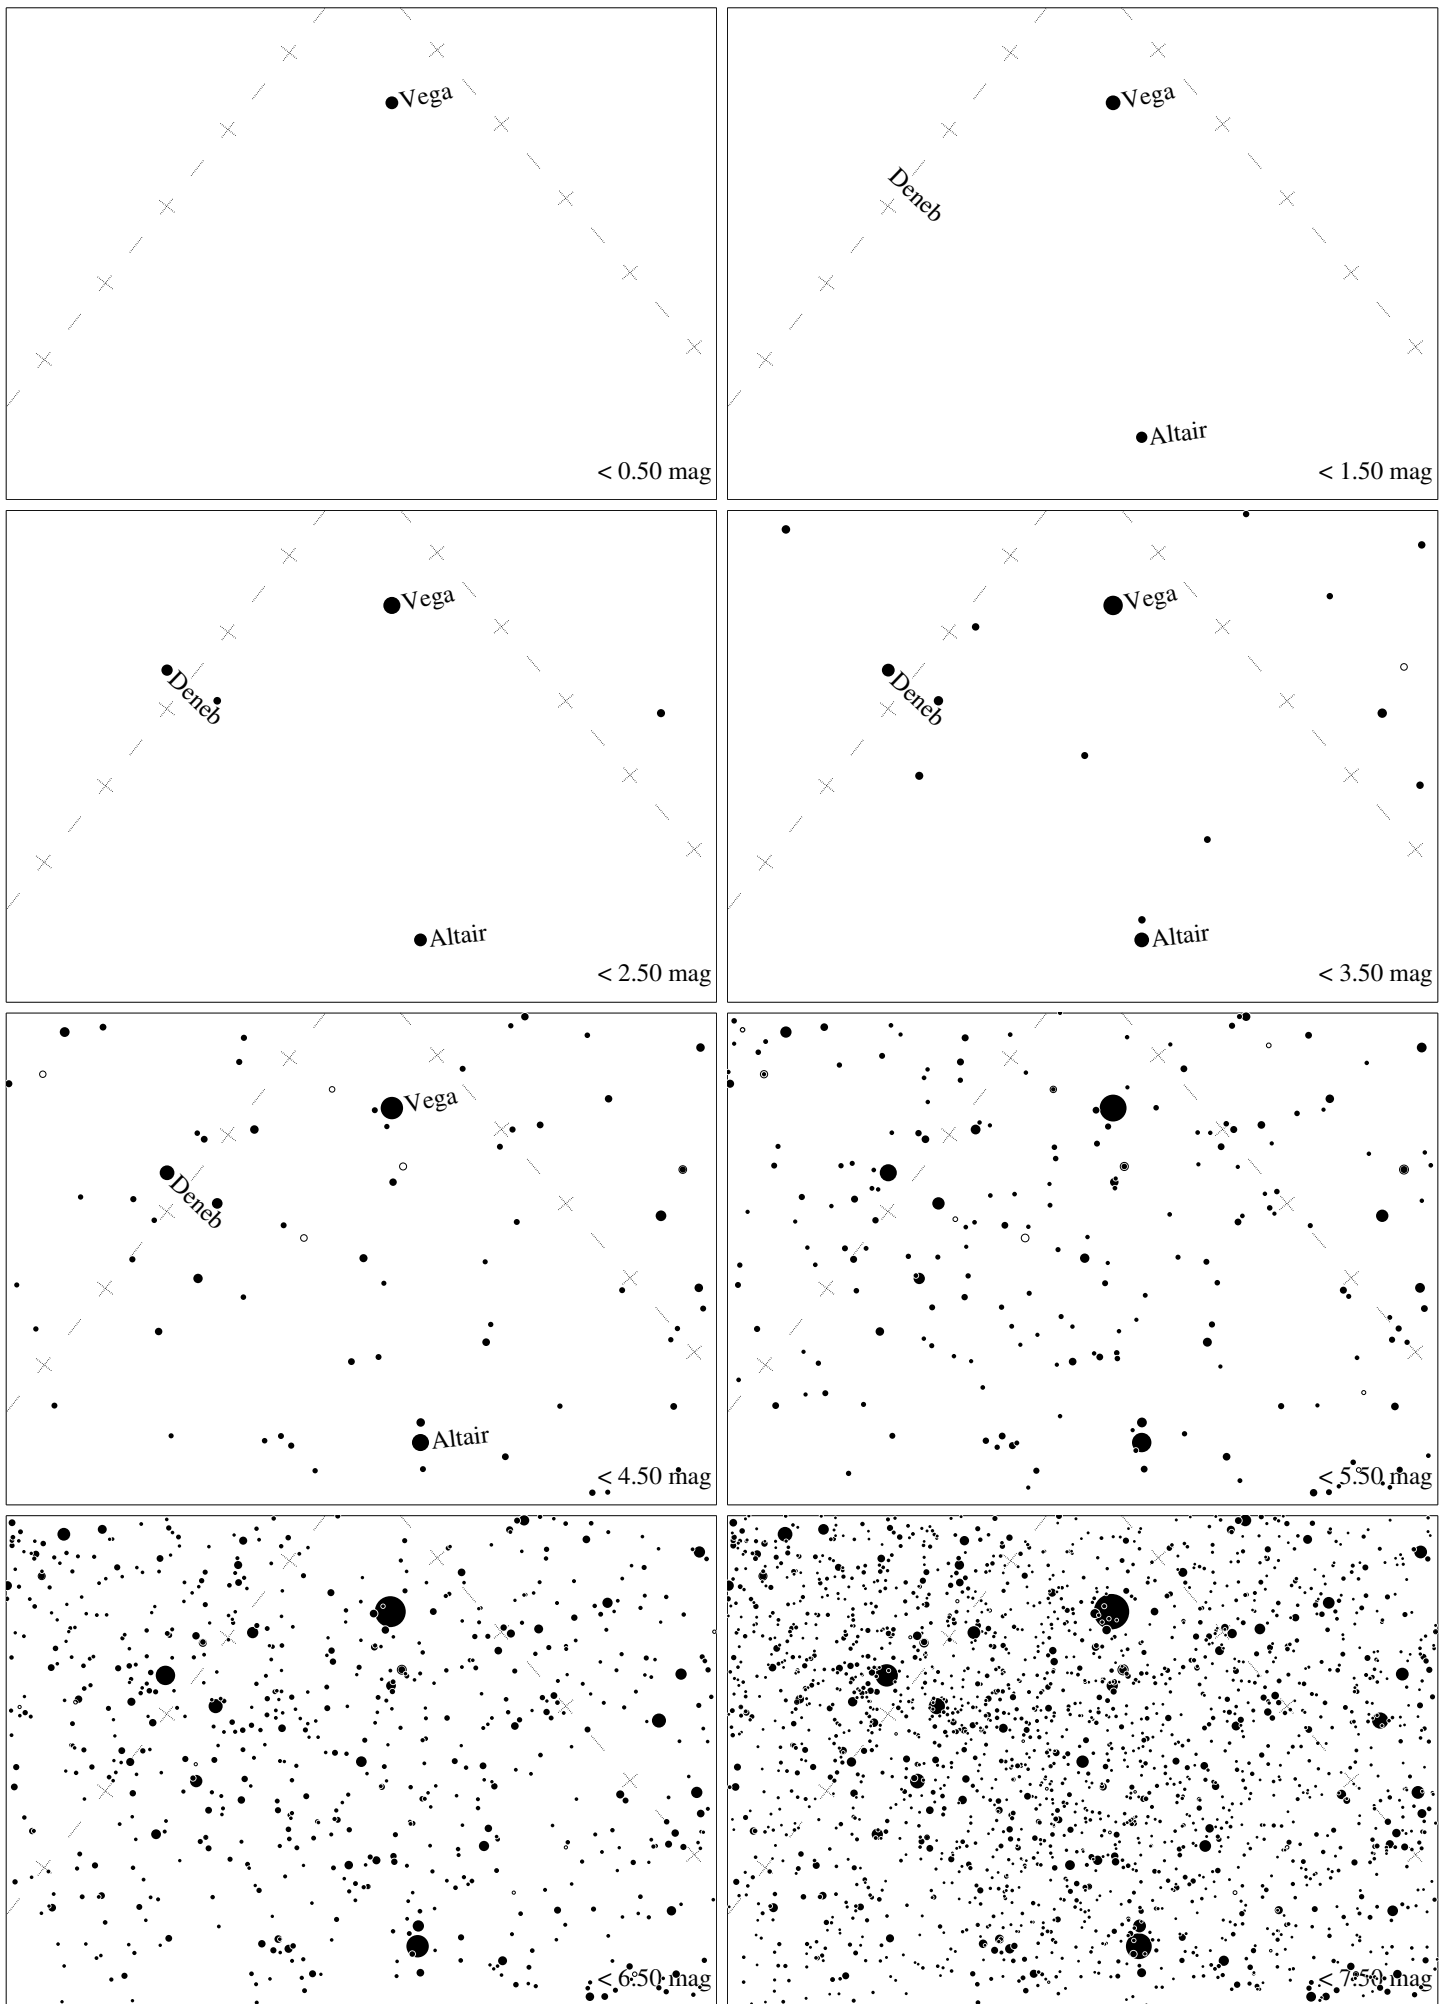 Vega
< 0.50 mag
Vega
Deneb
Altair
< 1.50 mag
Vega
Deneb
Altair
< 2.50 mag
Vega
Deneb
Altair
< 3.50 mag
Vega
Deneb
Altair
< 4.50 mag
< 5.50 mag
< 6.50 mag
< 7.50 mag